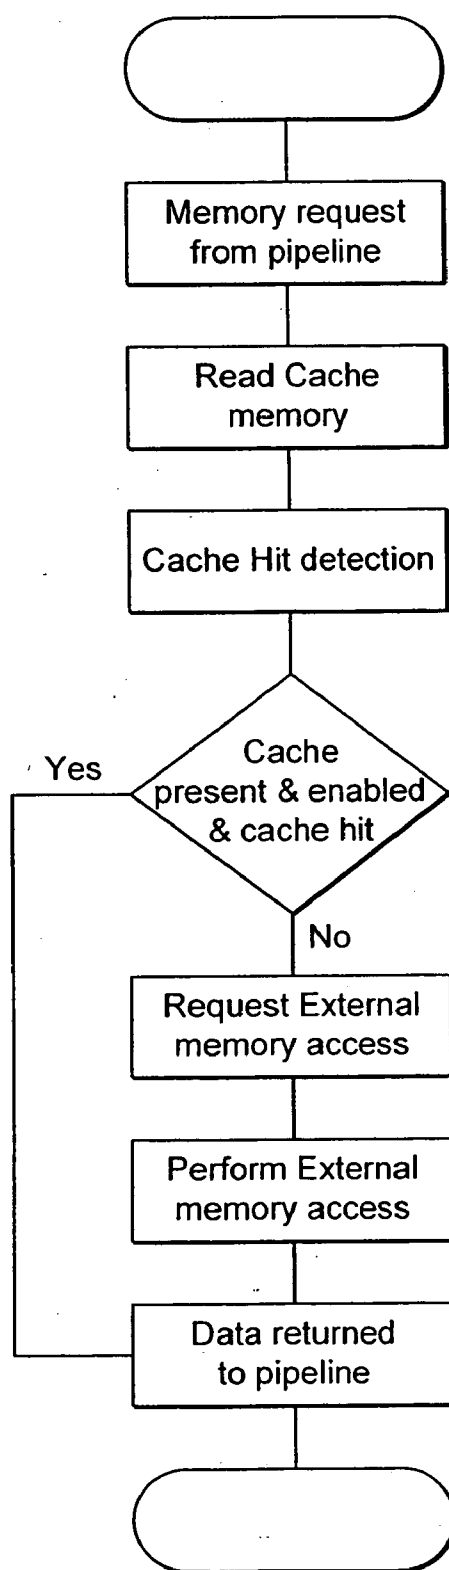 Memory request
from pipeline
Read Cache
memory
Cache Hit detection
Cache
present & enabled
& cache hit
Yes
No
Request External
memory access
Perform External
memory access
Data returned
to pipeline